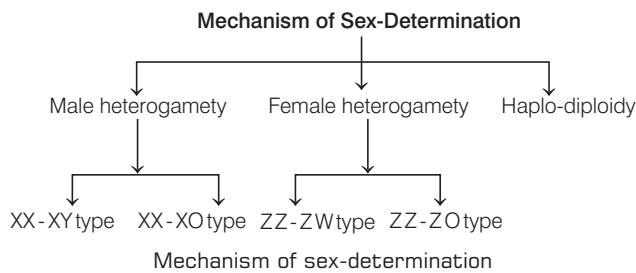 Mechanism of Sex-Determination
Male heterogamety Female heterogamety Haplo-diploidy
XX-XY type XX-XO type ZZ-ZW type ZZ-ZO type
Mechanism of sex-determination